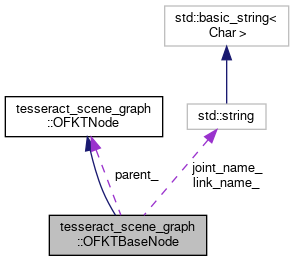 std::basic_string<
Char >
tesseract_scene_graph
::OFKTNode
std::string
parent_
joint_name_
link_name_
tesseract_scene_graph
::OFKTBaseNode